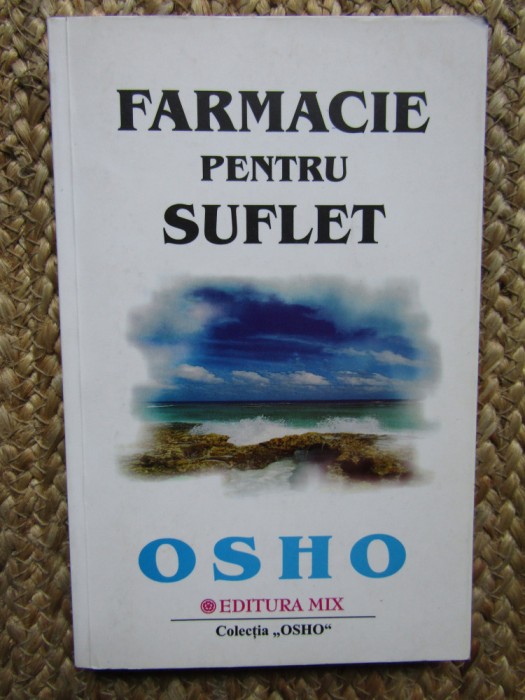 FARMACIE
PENTRU
SUFLET
OSHO
EDITURA MIX
Colecția „OSHO“